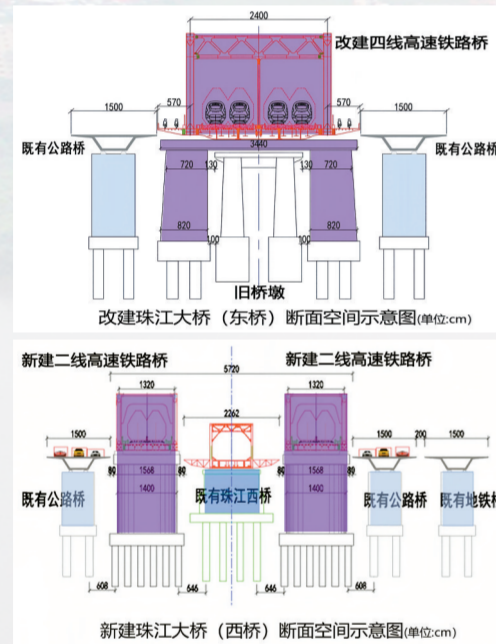 2400
改建四线高速铁路桥
1500 570 570 1500
既有公路桥 既有公路桥
3440
720 130 130 720
820 820
100 100
旧桥墩
改建珠江大桥（东桥）断面空间示意图(单位:cm)
新建二线高速铁路桥 新建二线高速铁路桥
5720
1320 1320
1500 2262 1500 200 1500
80 1568 80 80 1568 80
既有公路桥 1400 既有珠江西桥 1400 既有公路桥 既有地铁桥
608 646 646 608
新建珠江大桥（西桥）断面空间示意图(单位:cm)